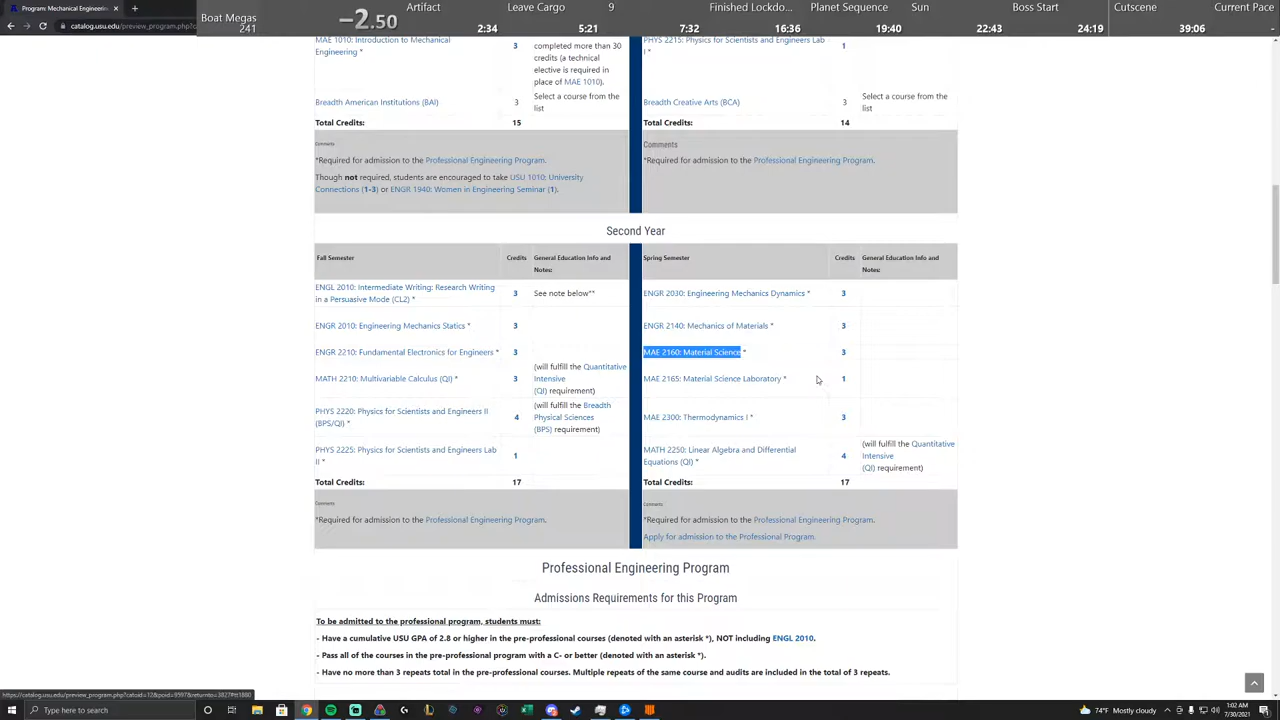 Program: Mechanical Engineering
catalog.usu.edu/preview_program.php?c
Boat Megas
241
−2.50
Artifact
2:34
Leave Cargo
5:21
9
7:32
Finished Lockdo...
16:36
Planet Sequence
19:40
Sun
22:43
Boss Start
24:19
Cutscene
39:06
Current Pace
-
MAE 1010: Introduction to Mechanical
Engineering *
3
completed more than 30
credits (a technical
elective is required in
place of MAE 1010).
Breadth American Institutions (BAI)
3
Select a course from the
list
Total Credits:
15
Comments
*Required for admission to the Professional Engineering Program.
Though not required, students are encouraged to take USU 1010: University
Connections (1-3) or ENGR 1940: Women in Engineering Seminar (1).
PHYS 2215: Physics for Scientists and Engineers Lab
I *
1
Breadth Creative Arts (BCA)
3
Select a course from the
list
Total Credits:
14
Comments
*Required for admission to the Professional Engineering Program.
Second Year
Fall Semester
Credits
General Education Info and
Notes:
ENGL 2010: Intermediate Writing: Research Writing
in a Persuasive Mode (CL2) *
3
See note below**
ENGR 2010: Engineering Mechanics Statics *
3
ENGR 2210: Fundamental Electronics for Engineers *
3
MATH 2210: Multivariable Calculus (QI) *
3
(will fulfill the Quantitative
Intensive
(QI) requirement)
PHYS 2220: Physics for Scientists and Engineers II
(BPS/QI) *
4
(will fulfill the Breadth
Physical Sciences
(BPS) requirement)
PHYS 2225: Physics for Scientists and Engineers Lab
II *
1
Total Credits:
17
Comments
*Required for admission to the Professional Engineering Program.
Spring Semester
Credits
General Education Info and
Notes:
ENGR 2030: Engineering Mechanics Dynamics *
3
ENGR 2140: Mechanics of Materials *
3
MAE 2160: Material Science *
3
MAE 2165: Material Science Laboratory *
1
MAE 2300: Thermodynamics I *
3
MATH 2250: Linear Algebra and Differential
Equations (QI) *
4
(will fulfill the Quantitative
Intensive
(QI) requirement)
Total Credits:
17
Comments
*Required for admission to the Professional Engineering Program.
Apply for admission to the Professional Program.
Professional Engineering Program
Admissions Requirements for this Program
To be admitted to the professional program, students must:
- Have a cumulative USU GPA of 2.8 or higher in the pre-professional courses (denoted with an asterisk *), NOT including ENGL 2010.
- Pass all of the courses in the pre-professional program with a C- or better (denoted with an asterisk *).
- Have no more than 3 repeats total in the pre-professional courses. Multiple repeats of the same course and audits are included in the total of 3 repeats.
https://catalog.usu.edu/preview_program.php?catoid=12&poid=9597&returnto=3827#tt1880
Type here to search
74°F Mostly cloudy
1:02 AM
7/30/2021